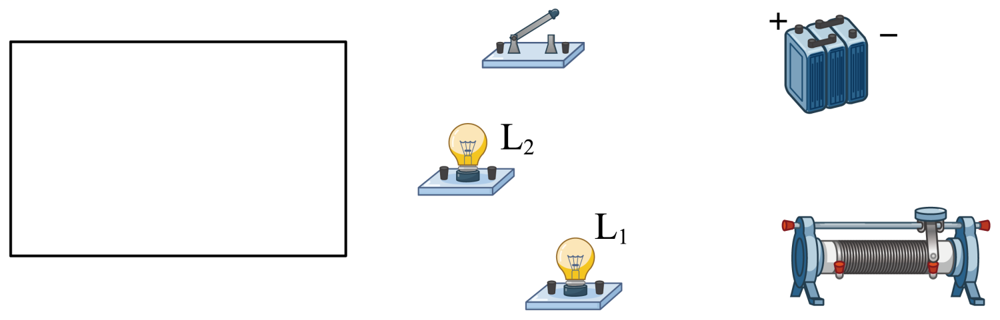 +
−
L₂
L₁